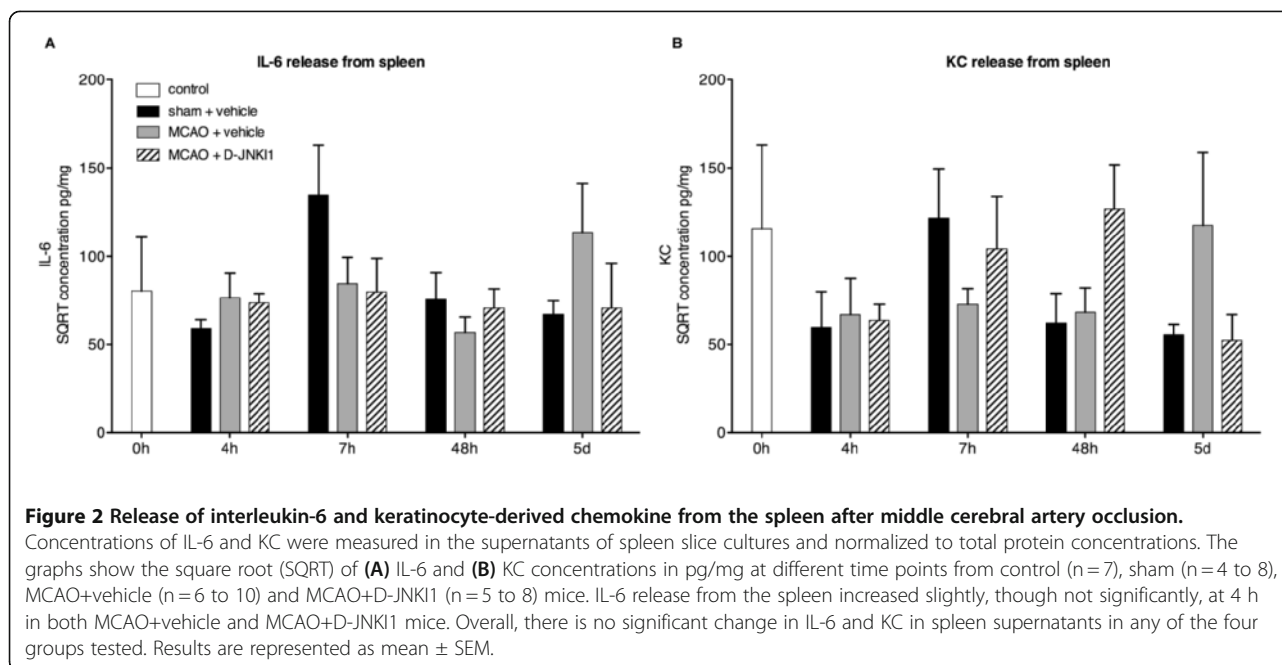 A
IL-6 release from spleen
200
150
100
50
0
IL-6
SQRT concentration pg/mg
control
sham + vehicle
MCAO + vehicle
MCAO + D-JNKI1
0h 4h 7h 48h 5d
B
KC release from spleen
200
150
100
50
0
KC
SQRT concentration pg/mg
0h 4h 7h 48h 5d
Figure 2 Release of interleukin-6 and keratinocyte-derived chemokine from the spleen after middle cerebral artery occlusion.
Concentrations of IL-6 and KC were measured in the supernatants of spleen slice cultures and normalized to total protein concentrations. The
graphs show the square root (SQRT) of (A) IL-6 and (B) KC concentrations in pg/mg at different time points from control (n = 7), sham (n = 4 to 8),
MCAO+vehicle (n = 6 to 10) and MCAO+D-JNKI1 (n = 5 to 8) mice. IL-6 release from the spleen increased slightly, though not significantly, at 4 h
in both MCAO+vehicle and MCAO+D-JNKI1 mice. Overall, there is no significant change in IL-6 and KC in spleen supernatants in any of the four
groups tested. Results are represented as mean ± SEM.